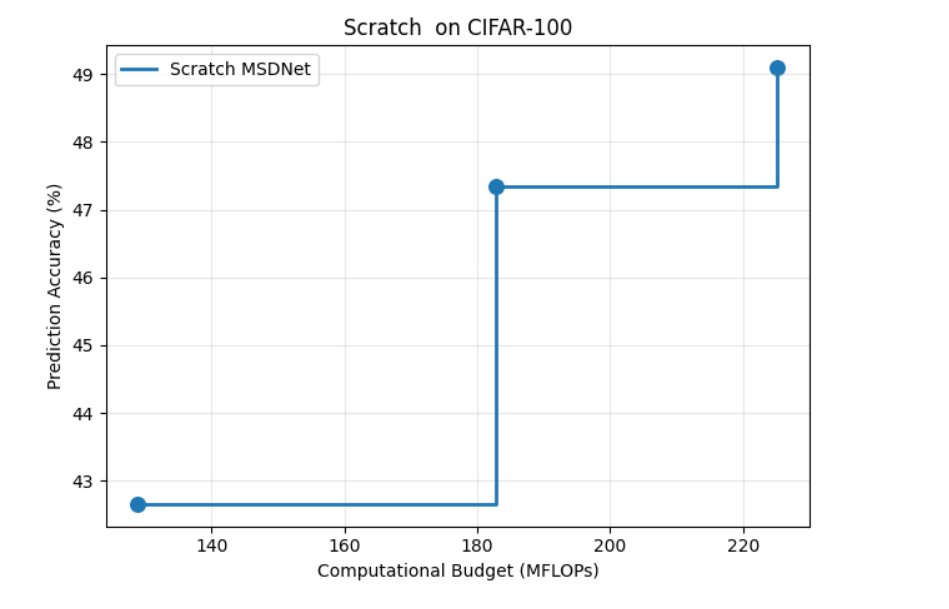 Scratch  on CIFAR-100
Scratch MSDNet
49
48
47
46
45
44
43
Prediction Accuracy (%)
140 160 180 200 220
Computational Budget (MFLOPs)